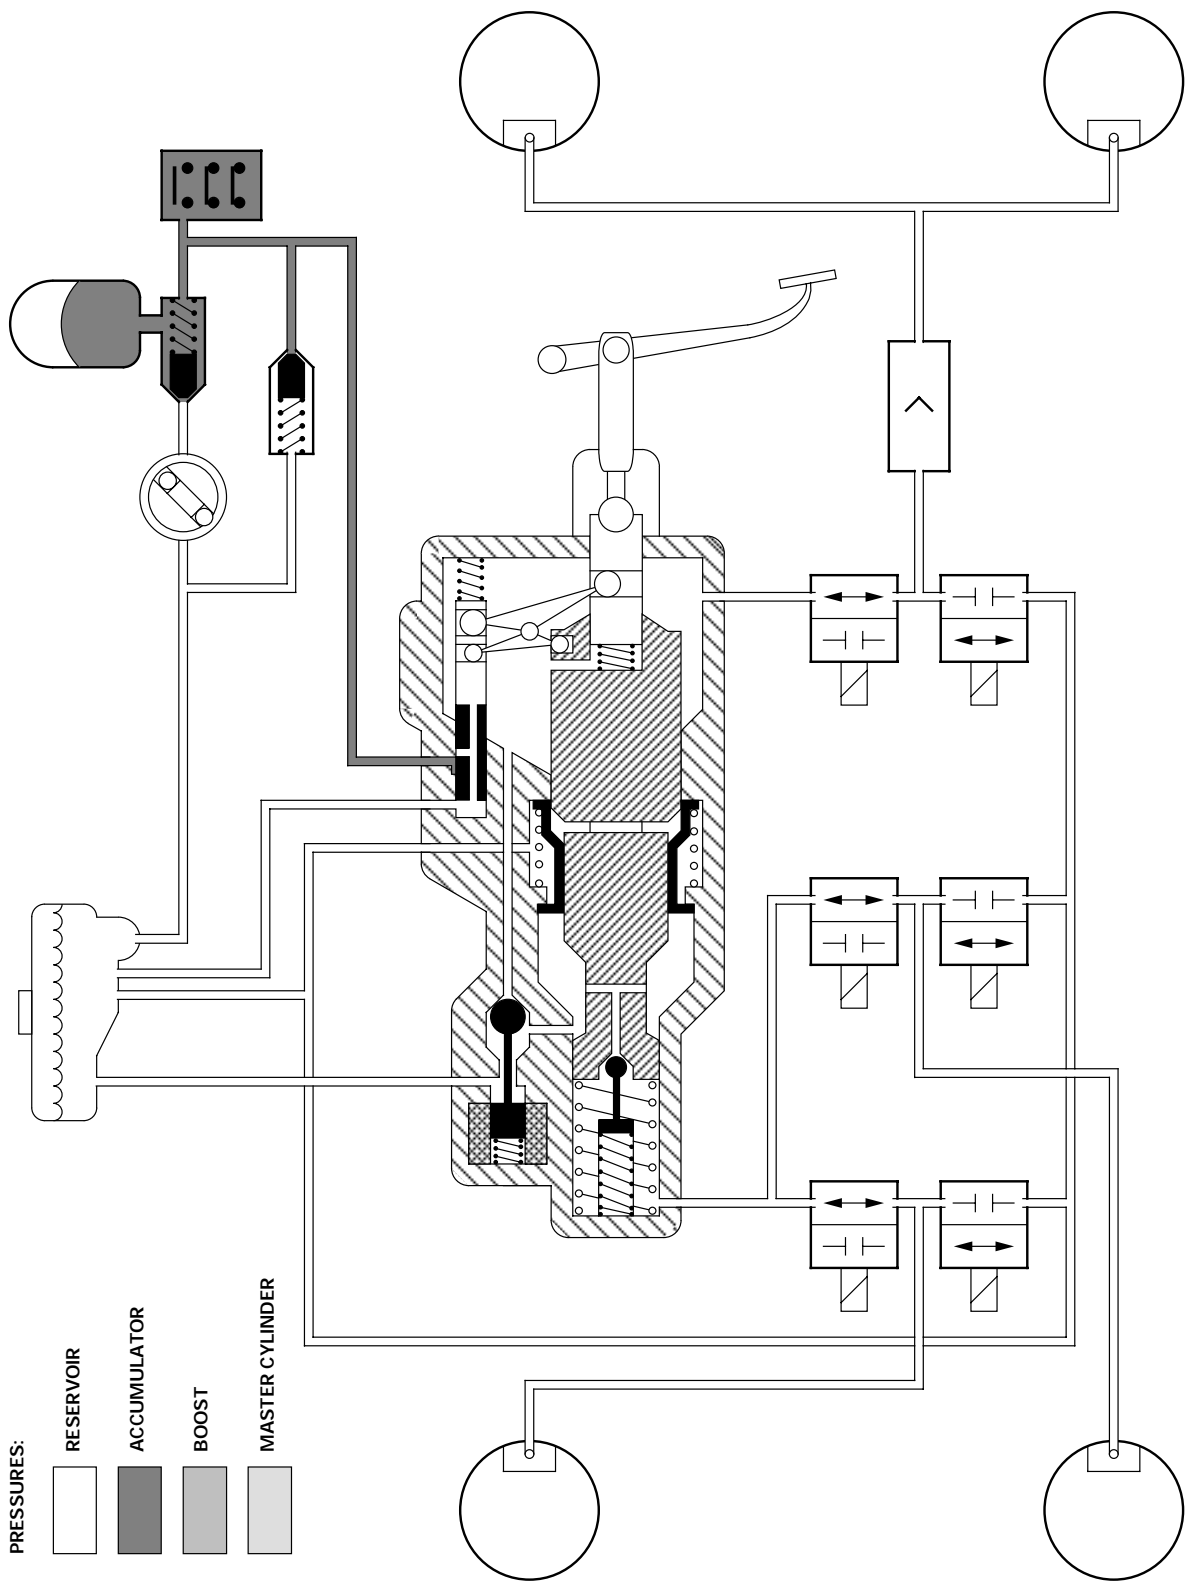 PRESSURES:
RESERVOIR
ACCUMULATOR
BOOST
MASTER CYLINDER